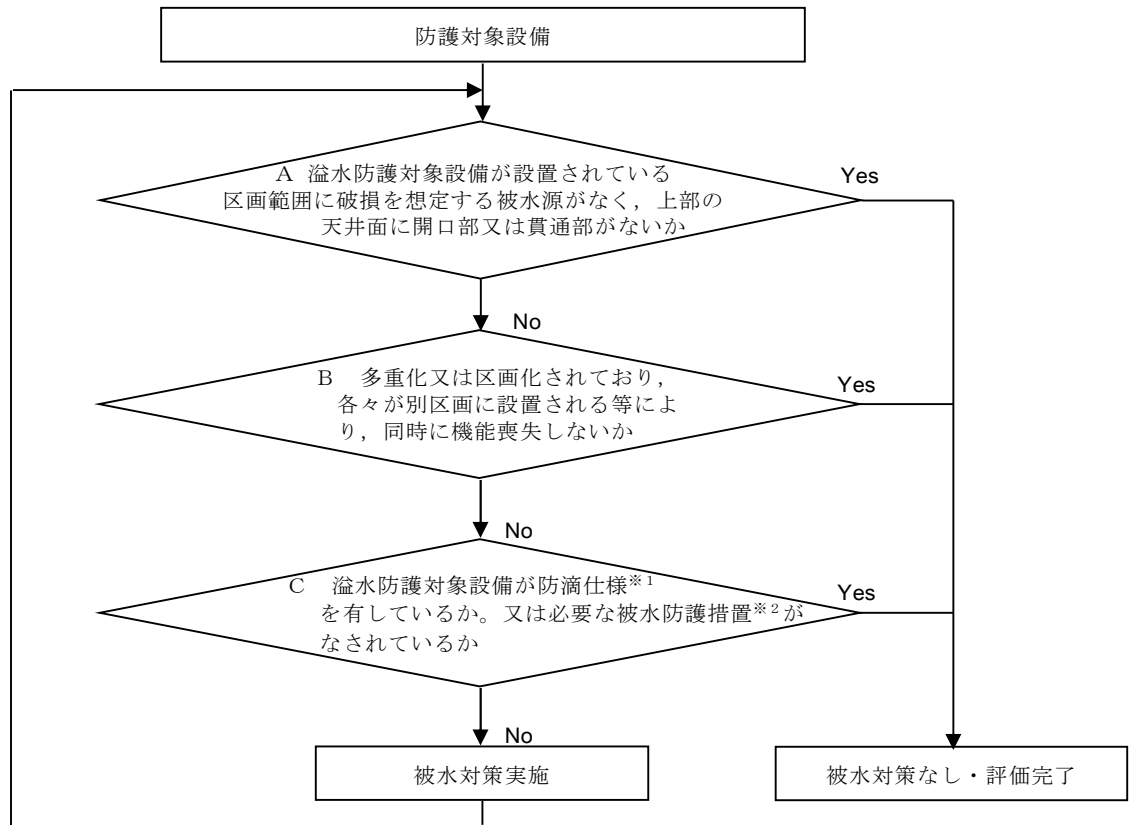 防護対象設備
A 溢水防護対象設備が設置されている
区画範囲に破損を想定する被水源がなく，上部の
天井面に開口部又は貫通部がないか
Yes
No
B 多重化又は区画化されており，
各々が別区画に設置される等によ
り，同時に機能喪失しないか
Yes
No
C 溢水防護対象設備が防滴仕様※1
を有しているか。又は必要な被水防護措置※2が
なされているか
Yes
No
被水対策実施
被水対策なし・評価完了